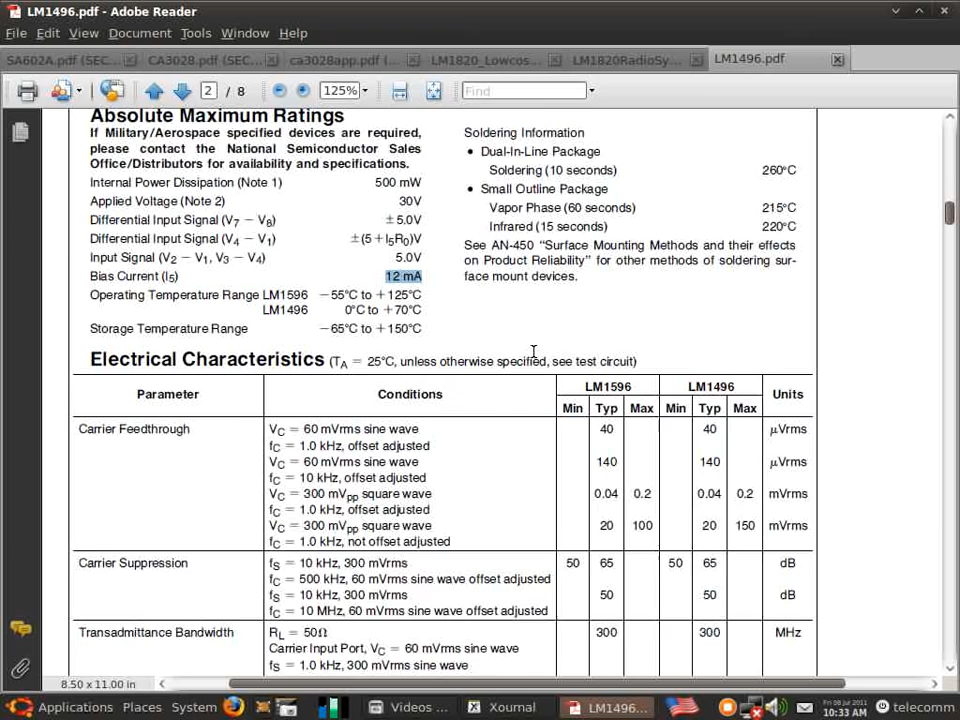 LM1496.pdf - Adobe Reader
File Edit View Document Tools Window Help
SA602A.pdf (SEC... CA3028.pdf (SEC... ca3028app.pdf (... LM1820_Lowcos... LM1820RadioSy... LM1496.pdf
2 / 8 125% Find
Absolute Maximum Ratings
If Military/Aerospace specified devices are required,
please contact the National Semiconductor Sales
Office/Distributors for availability and specifications.
Internal Power Dissipation (Note 1) 500 mW
Applied Voltage (Note 2) 30V
Differential Input Signal (V7 − V8) ±5.0V
Differential Input Signal (V4 − V1) ±(5+I5R0)V
Input Signal (V2 − V1, V3 − V4) 5.0V
Bias Current (I5) 12 mA
Operating Temperature Range LM1596 −55°C to +125°C
LM1496 0°C to +70°C
Storage Temperature Range −65°C to +150°C
Soldering Information
• Dual-In-Line Package
Soldering (10 seconds) 260°C
• Small Outline Package
Vapor Phase (60 seconds) 215°C
Infrared (15 seconds) 220°C
See AN-450 “Surface Mounting Methods and their effects
on Product Reliability” for other methods of soldering sur-
face mount devices.
Electrical Characteristics (TA = 25°C, unless otherwise specified, see test circuit)
Parameter Conditions LM1596 LM1496 Units
Min Typ Max Min Typ Max
Carrier Feedthrough VC = 60 mVrms sine wave 40 40 μVrms
fC = 1.0 kHz, offset adjusted
VC = 60 mVrms sine wave 140 140 μVrms
fC = 10 kHz, offset adjusted
VC = 300 mVpp square wave 0.04 0.2 0.04 0.2 mVrms
fC = 1.0 kHz, offset adjusted
VC = 300 mVpp square wave 20 100 20 150 mVrms
fC = 1.0 kHz, not offset adjusted
Carrier Suppression fS = 10 kHz, 300 mVrms 50 65 50 65 dB
fC = 500 kHz, 60 mVrms sine wave offset adjusted
fS = 10 kHz, 300 mVrms 50 50 dB
fC = 10 MHz, 60 mVrms sine wave offset adjusted
Transadmittance Bandwidth RL = 50Ω 300 300 MHz
Carrier Input Port, VC = 60 mVrms sine wave
fS = 1.0 kHz, 300 mVrms sine wave
8.50 x 11.00 in
Applications Places System Videos ... Xournal LM1496... Fri 08 Jul 2011 10:33 AM telecomm